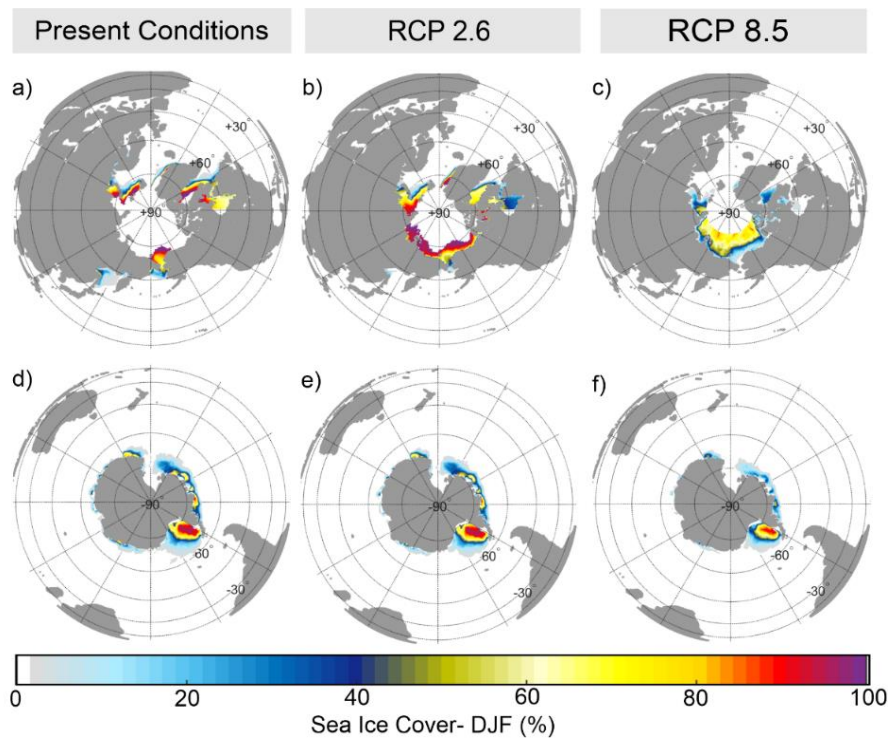 Present Conditions
RCP 2.6
RCP 8.5
a)
b)
c)
+30°
+60°
+90
+30°
+60°
+90
+30°
+60°
+90
d)
e)
f)
-90°
-60°
-30°
-90°
-60°
-30°
-90°
-60°
-30°
0
20
40
60
80
100
Sea Ice Cover- DJF (%)